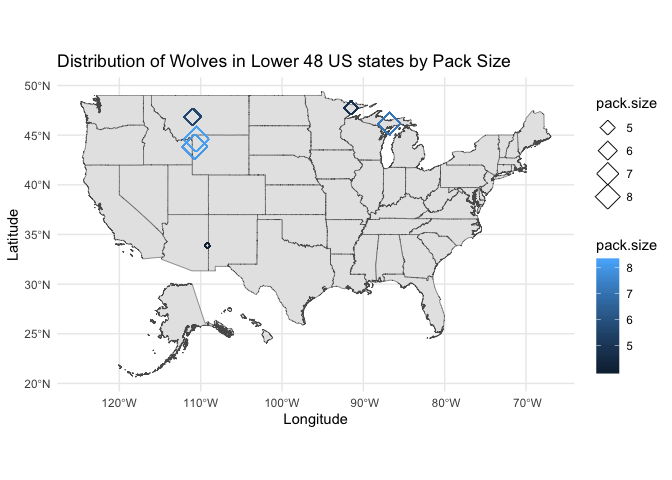 Distribution of Wolves in Lower 48 US states by Pack Size
50°N
45°N
40°N
35°N
30°N
25°N
20°N
Latitude
120°W 110°W 100°W 90°W 80°W 70°W
Longitude
pack.size
5
6
7
8
pack.size
8
7
6
5